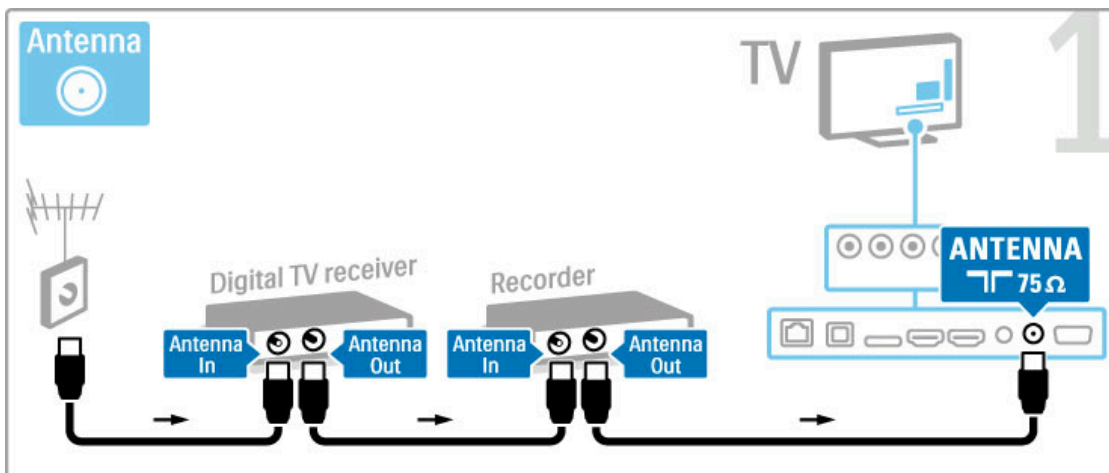 Antenna
TV
1
ANTENNA
75 Ω
Digital TV receiver
Recorder
Antenna
In
Antenna
Out
Antenna
In
Antenna
Out